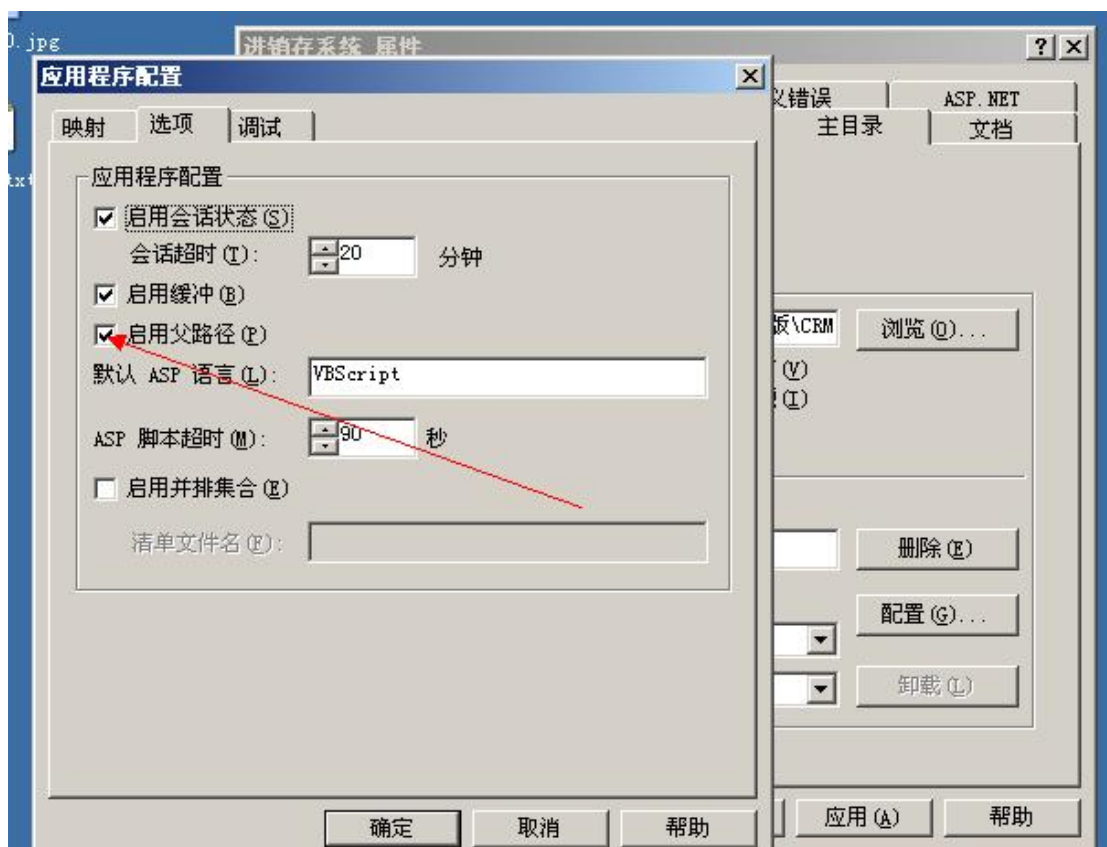 .jpg
进销存系统 属性
应用程序配置
义错误
ASP.NET
映射
选项
调试
主目录
文档
txt
应用程序配置
启用会话状态(S)
会话超时(T):
20
分钟
启用缓冲(B)
启用父路径(P)
版\CRM
浏览(O)...
默认 ASP 语言(L):
VBScript
(V)
(I)
ASP 脚本超时(M):
90
秒
启用并排集合(E)
清单文件名(F):
删除(E)
配置(G)...
卸载(L)
确定
取消
帮助
应用(A)
帮助